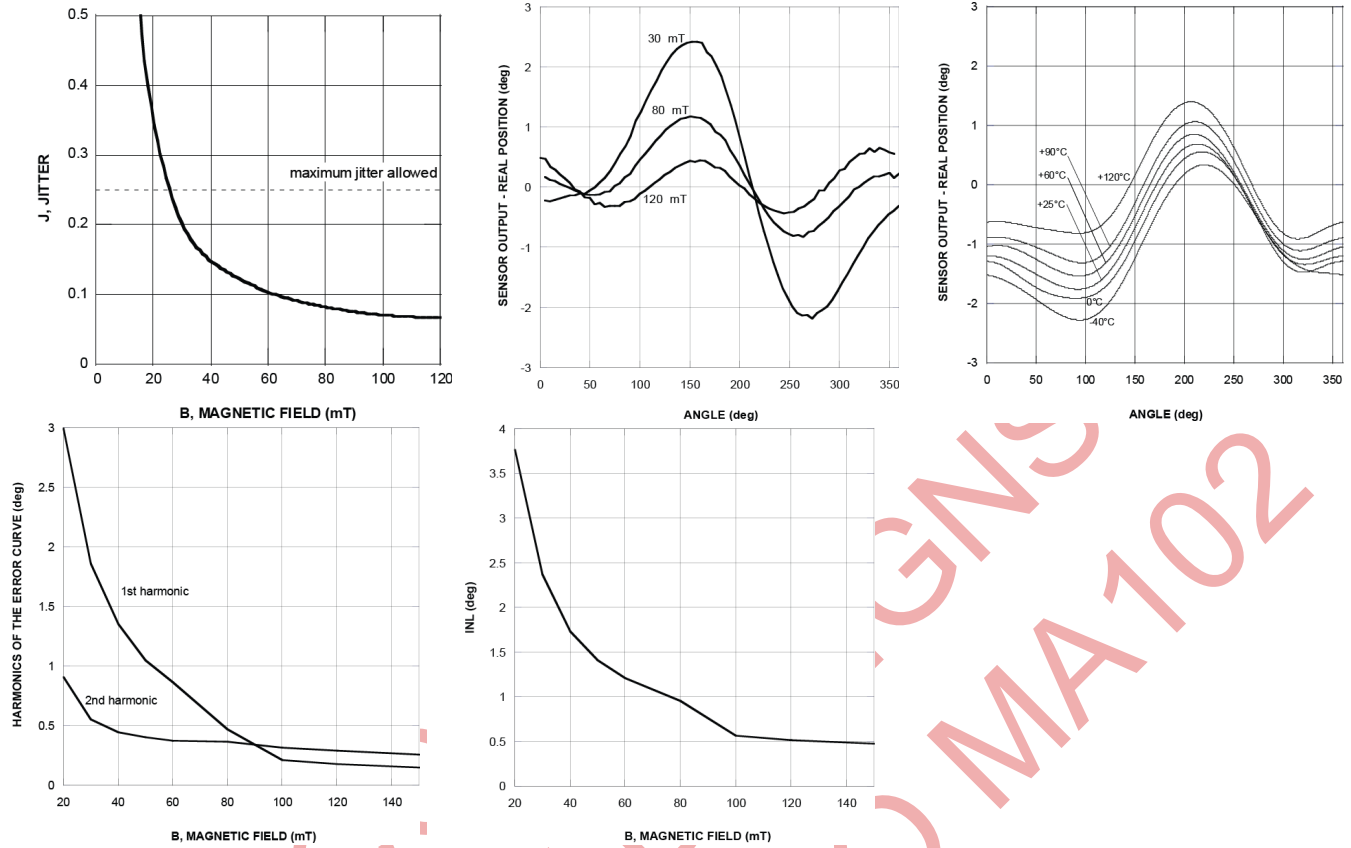 0.5
0.4
0.3
0.2
0.1
0
J, JITTER
maximum jitter allowed
0 20 40 60 80 100 120
B, MAGNETIC FIELD (mT)
3
2
1
0
-1
-2
-3
SENSOR OUTPUT - REAL POSITION (deg)
30 mT
80 mT
120 mT
0 50 100 150 200 250 300 350
ANGLE (deg)
3
2
1
0
-1
-2
-3
SENSOR OUTPUT - REAL POSITION (deg)
+90°C
+120°C
+60°C
+25°C
0°C
-40°C
0 50 100 150 200 250 300 350
ANGLE (deg)
3
2.5
2
1.5
1
0.5
0
HARMONICS OF THE ERROR CURVE (deg)
1st harmonic
2nd harmonic
20 40 60 80 100 120 140
B, MAGNETIC FIELD (mT)
4
3.5
3
2.5
2
1.5
1
0.5
0
INL (deg)
20 40 60 80 100 120 140
B, MAGNETIC FIELD (mT)
MA102